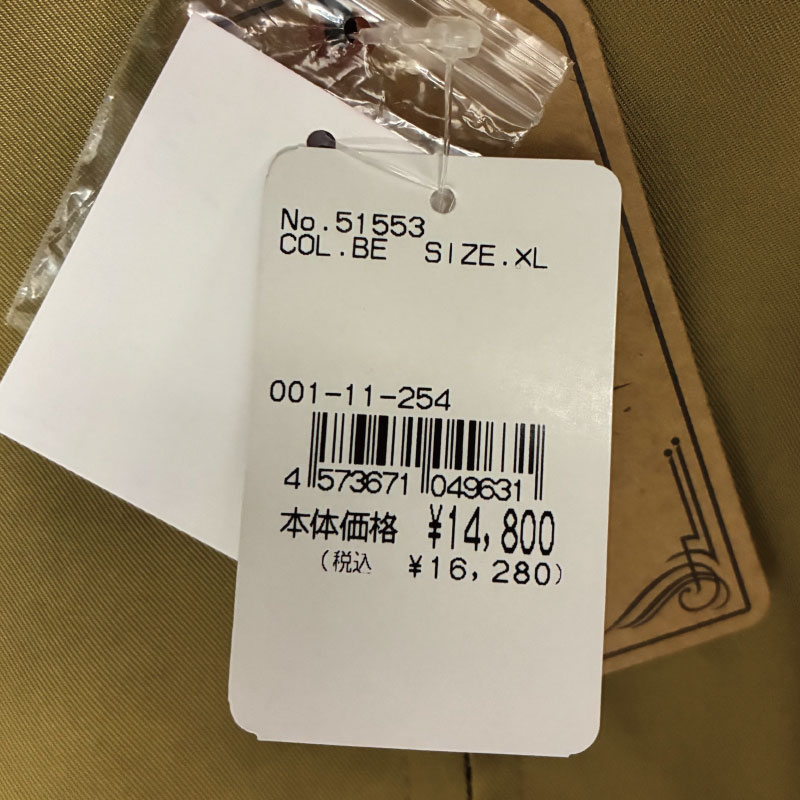 No.51553
COL.BE SIZE.XL
001-11-254
4 573671 049631
本体価格 ¥14,800
(税込 ¥16,280)